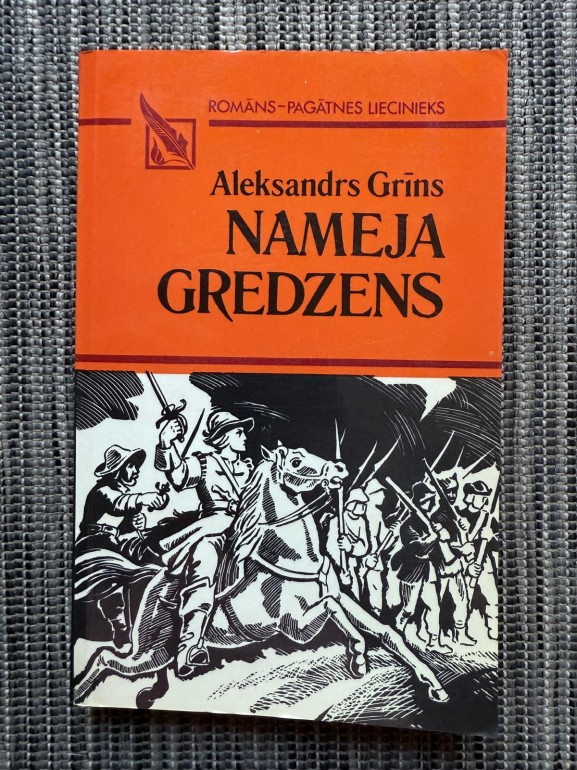 ROMĀNS–PAGĀTNES LIECINIEKS
Aleksandrs Grīns
NAMEJA
GREDZENS